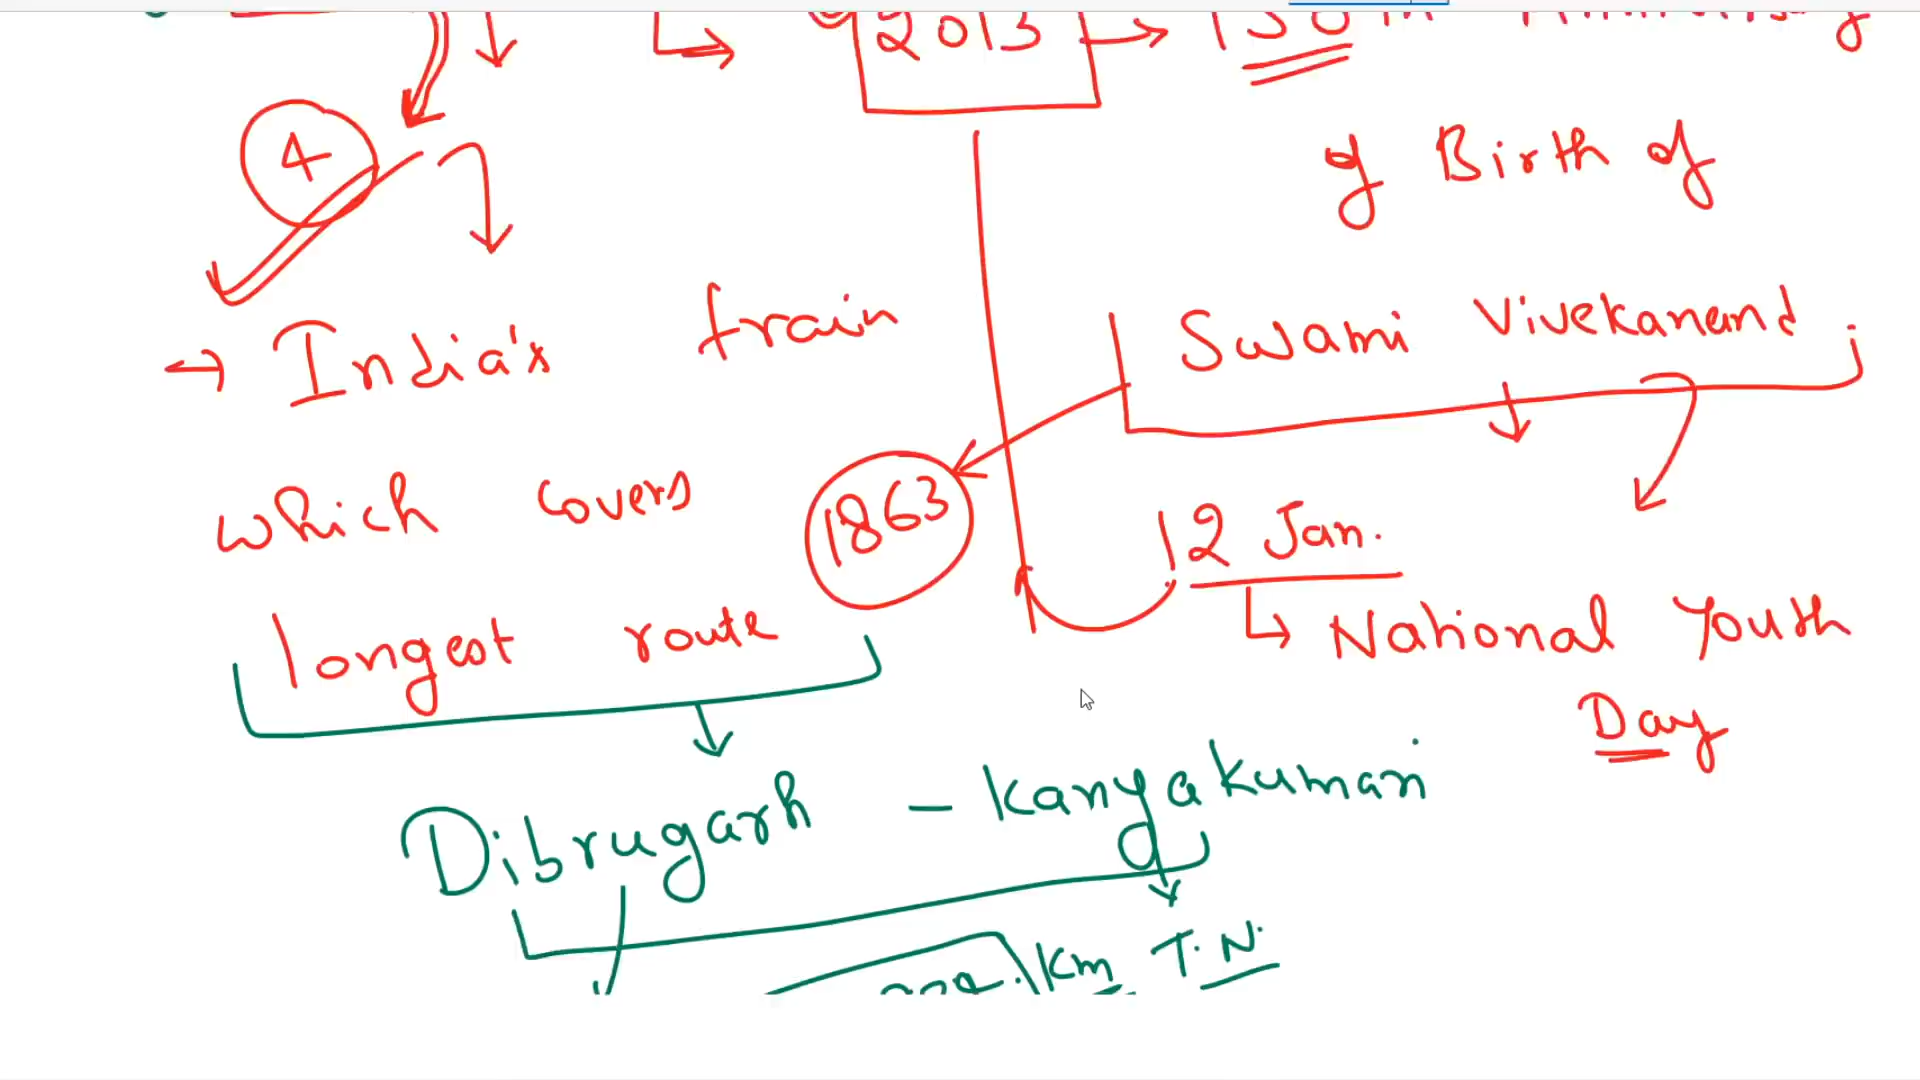 2013 → 150th
of Birth of
4
→ India's train
Swami Vivekanand
which covers
1863
12 Jan.
longest route
↳ National Youth
Day
Dibrugarh – Kanyakumari
Km T.N.